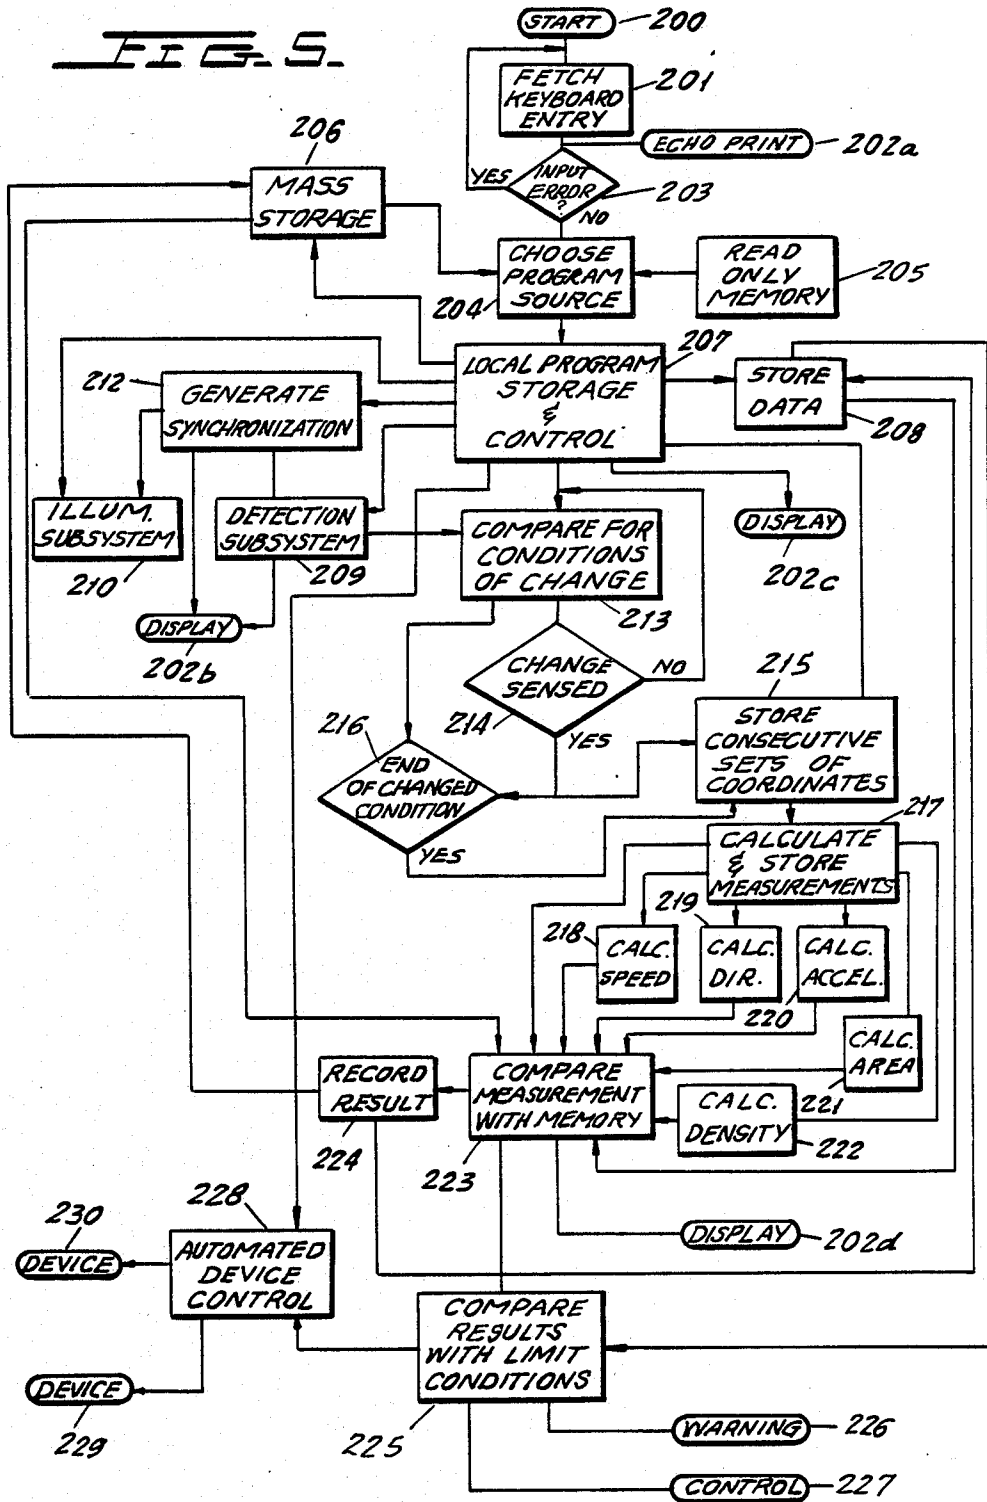 FIG. 5.
START
200
FETCH
KEYBOARD
ENTRY
201
ECHO PRINT
202a
INPUT
ERROR
?
203
YES
NO
206
MASS
STORAGE
CHOOSE
PROGRAM
SOURCE
204
READ
ONLY
MEMORY
205
LOCAL PROGRAM
STORAGE
&
CONTROL
207
STORE
DATA
208
212
GENERATE
SYNCHRONIZATION
ILLUM.
SUBSYSTEM
210
DETECTION
SUBSYSTEM
209
COMPARE FOR
CONDITIONS
OF CHANGE
213
DISPLAY
202c
DISPLAY
202b
CHANGE
SENSED
214
NO
YES
215
STORE
CONSECUTIVE
SETS OF
COORDINATES
216
END
OF CHANGED
CONDITION
YES
217
CALCULATE
& STORE
MEASUREMENTS
218
CALC.
SPEED
219
CALC.
DIR.
CALC.
ACCEL.
220
CALC.
AREA
221
RECORD
RESULT
224
COMPARE
MEASUREMENT
WITH MEMORY
223
CALC.
DENSITY
222
DISPLAY
202d
228
AUTOMATED
DEVICE
CONTROL
230
DEVICE
DEVICE
229
COMPARE
RESULTS
WITH LIMIT
CONDITIONS
225
WARNING
226
CONTROL
227